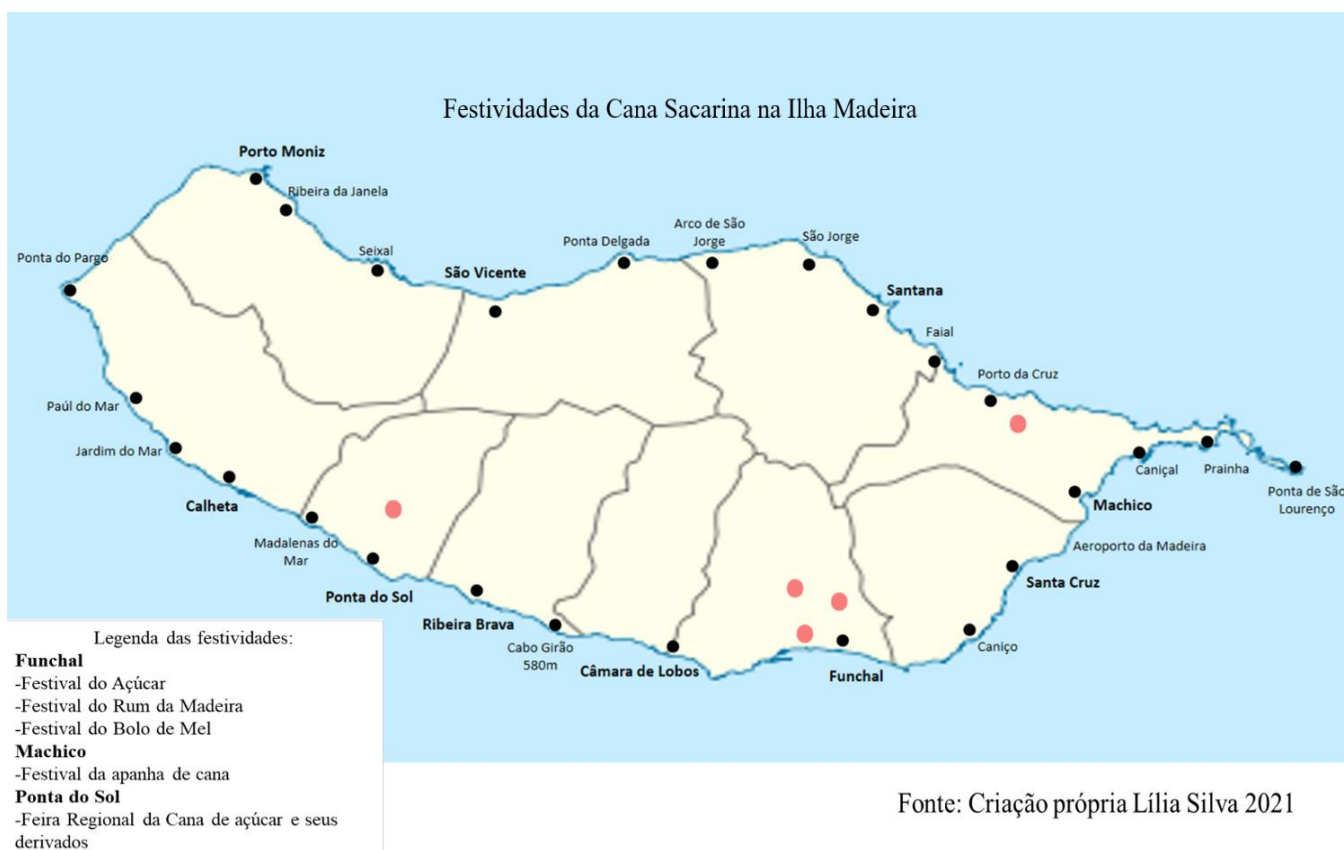 Festividades da Cana Sacarina na Ilha Madeira
Porto Moniz
Ribeira da Janela
Ponta do Pargo
Seixal
São Vicente
Ponta Delgada
Arco de São
Jorge
São Jorge
Santana
Faial
Porto da Cruz
Paúl do Mar
Jardim do Mar
Calheta
Madalenas do
Mar
Ponta do Sol
Ribeira Brava
Cabo Girão
580m
Câmara de Lobos
Funchal
Caniço
Santa Cruz
Aeroporto da Madeira
Machico
Caniçal
Prainha
Ponta de São
Lourenço
Legenda das festividades:
Funchal
-Festival do Açúcar
-Festival do Rum da Madeira
-Festival do Bolo de Mel
Machico
-Festival da apanha de cana
Ponta do Sol
-Feira Regional da Cana de açúcar e seus
derivados
Fonte: Criação própria Lília Silva 2021